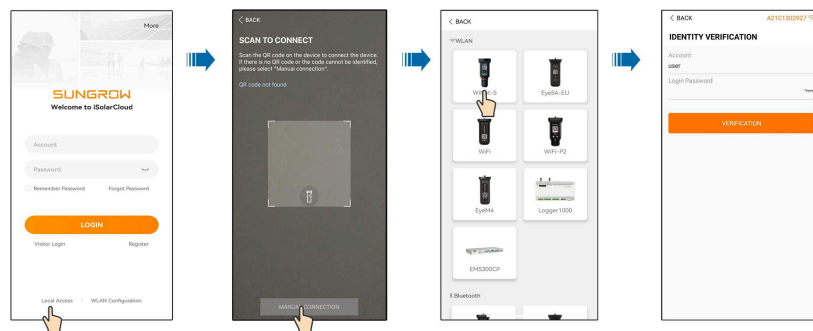 More
SUNGROW
Welcome to iSolarCloud
Account
Password
Remember Password
Forgot Password
LOGIN
Visitor Login
Register
Local Access
WLAN Configuration
BACK
SCAN TO CONNECT
Scan the QR code on the device to connect the device.
If there is no QR code or the code cannot be identified,
please select "Manual connection".
QR code not found
MANUAL CONNECTION
BACK
WLAN
EyeS4-EU
WiFi
WiFi-P2
EyeM4
Logger1000
EMS300CP
Bluetooth
BACK
A21C1302927
IDENTITY VERIFICATION
Account
user
Login Password
VERIFICATION